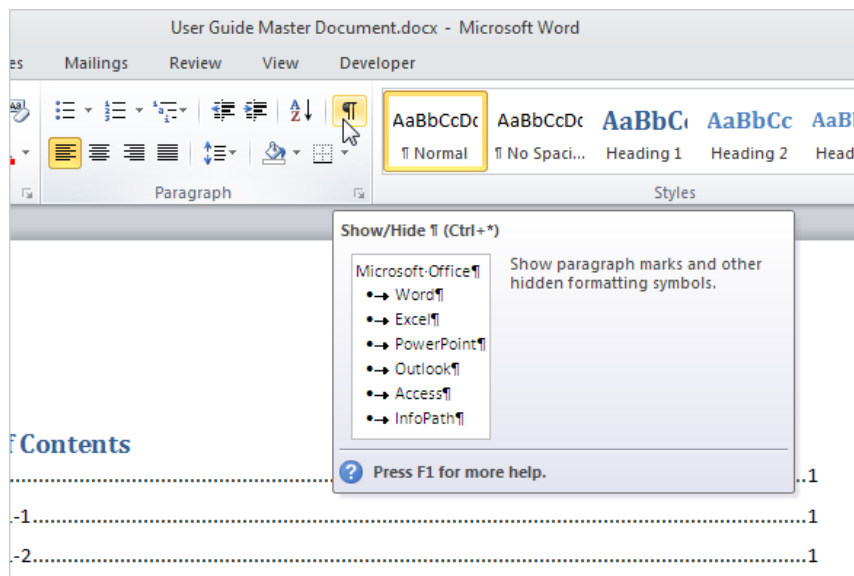 User Guide Master Document.docx - Microsoft Word
es Mailings Review View Developer
AaBbCcDc AaBbCcDc AaBbC AaBbCc AaB
¶ Normal ¶ No Spaci... Heading 1 Heading 2 Head
Paragraph Styles
Show/Hide ¶ (Ctrl+*)
Microsoft·Office¶
•→ Word¶
•→ Excel¶
•→ PowerPoint¶
•→ Outlook¶
•→ Access¶
•→ InfoPath¶
Show paragraph marks and other
hidden formatting symbols.
Press F1 for more help.
f Contents
..........1
-1..........1
-2..........1